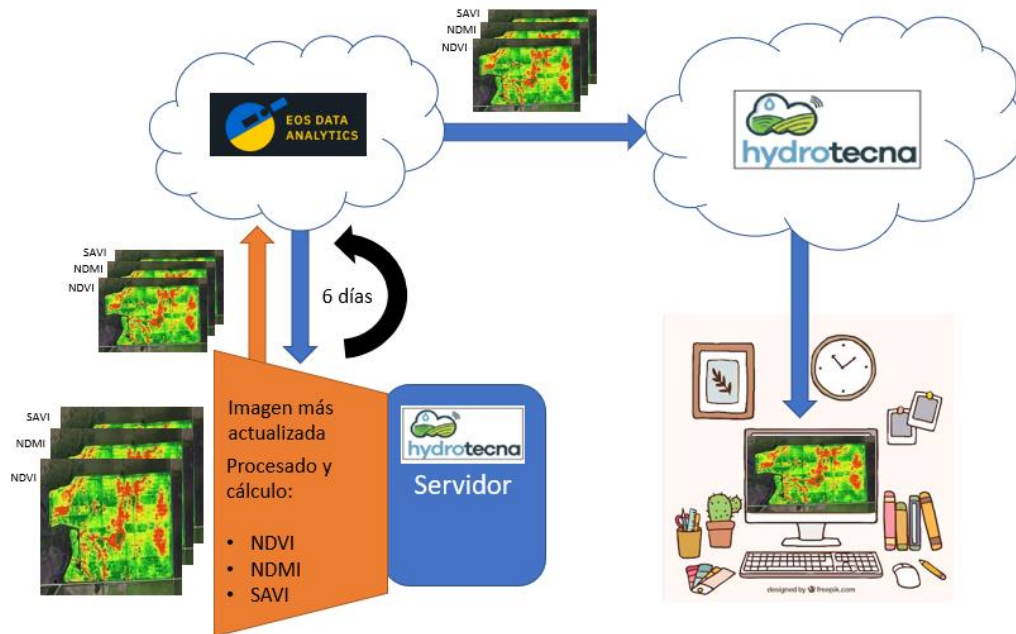 SAVI
NDMI
NDVI
EOS DATA
ANALYTICS
hydrotecna
SAVI
NDMI
NDVI
6 días
SAVI
NDMI
NDVI
Imagen más
actualizada
Procesado y
cálculo:
• NDVI
• NDMI
• SAVI
hydrotecna
Servidor
designed by freepik.com